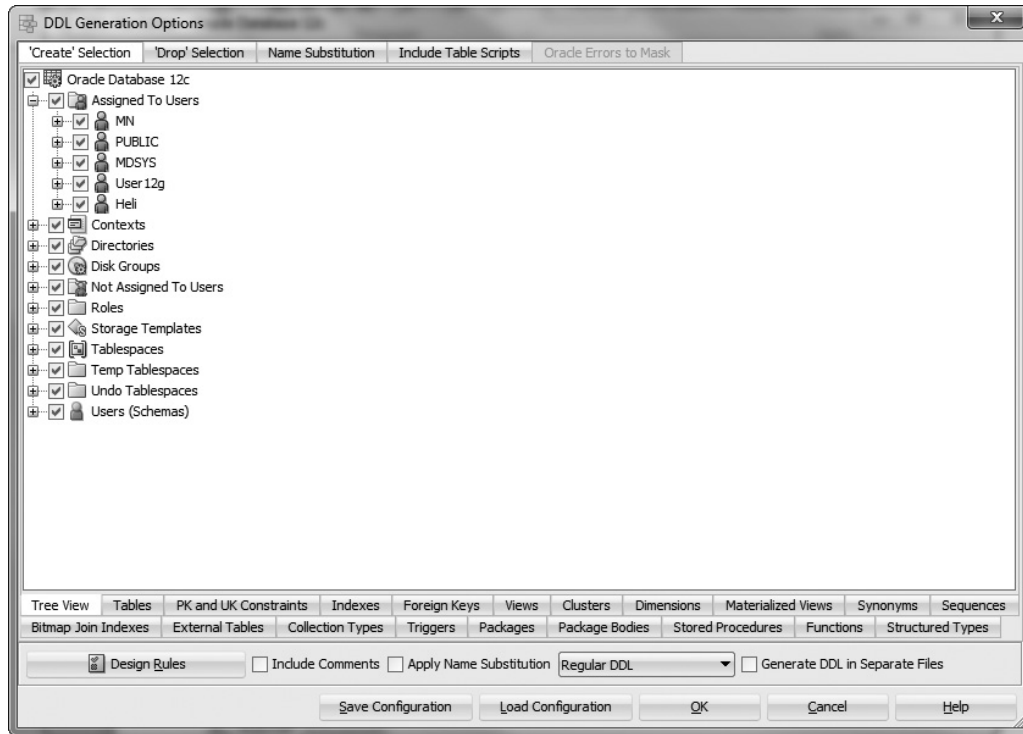 DDL Generation Options
'Create' Selection 'Drop' Selection Name Substitution Include Table Scripts Oracle Errors to Mask
Oracle Database 12c
Assigned To Users
MN
PUBLIC
MDSYS
User12g
Heli
Contexts
Directories
Disk Groups
Not Assigned To Users
Roles
Storage Templates
Tablespaces
Temp Tablespaces
Undo Tablespaces
Users (Schemas)
Tree View Tables PK and UK Constraints Indexes Foreign Keys Views Clusters Dimensions Materialized Views Synonyms Sequences
Bitmap Join Indexes External Tables Collection Types Triggers Packages Package Bodies Stored Procedures Functions Structured Types
Design Rules Include Comments Apply Name Substitution Regular DDL Generate DDL in Separate Files
Save Configuration Load Configuration OK Cancel Help